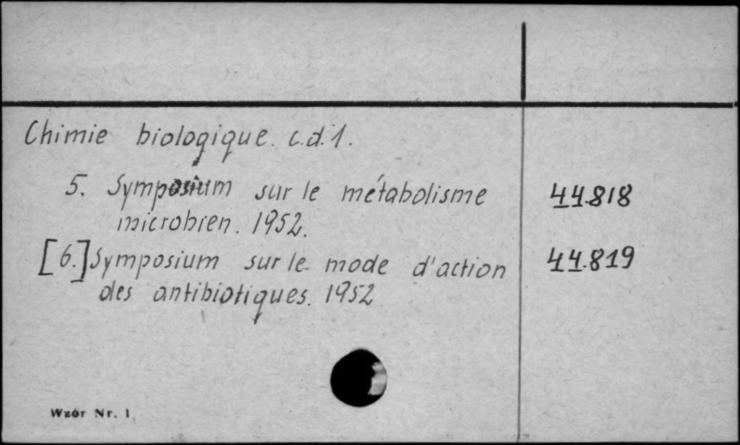 Chimie biologique. c.d.1.
5. Symposium sur le métabolisme 44.818
microbien. 1952.
[6.] Symposium sur le mode d'action 44.819
des antibiotiques. 1952
Wzór Nr. 1